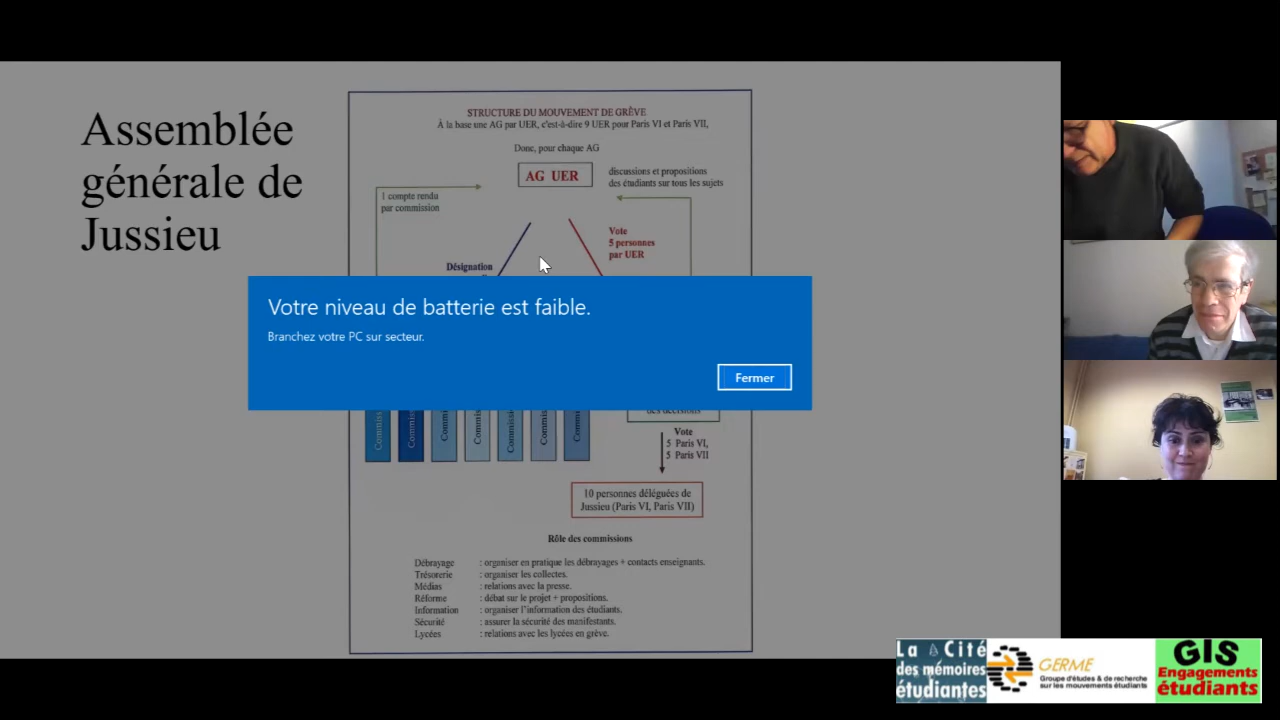 Assemblée
générale de
Jussieu
STRUCTURE DU MOUVEMENT DE GRÈVE
À la base une AG par UER, c'est-à-dire 9 UER pour Paris VI et Paris VII,
Donc, pour chaque AG
AG UER
discussions et propositions
des étudiants sur tous les sujets
1 compte rendu
par commission
Vote
5 personnes
par UER
Désignation
Votre niveau de batterie est faible.
Branchez votre PC sur secteur.
Fermer
des décisions
Vote
5 Paris VI,
5 Paris VII
10 personnes déléguées de
Jussieu (Paris VI, Paris VII)
Rôle des commissions
Débrayage : organiser en pratique les débrayages + contacts enseignants.
Trésorerie : organiser les collectes.
Médias : relations avec la presse.
Réforme : débat sur le projet + propositions.
Information : organiser l'information des étudiants.
Sécurité : assurer la sécurité des manifestants.
Lycées : relations avec les lycées en grève.
La Cité
des mémoires
étudiantes
GERME
Groupe d'études & de recherche
sur les mouvements étudiants
GIS
Engagements
étudiants